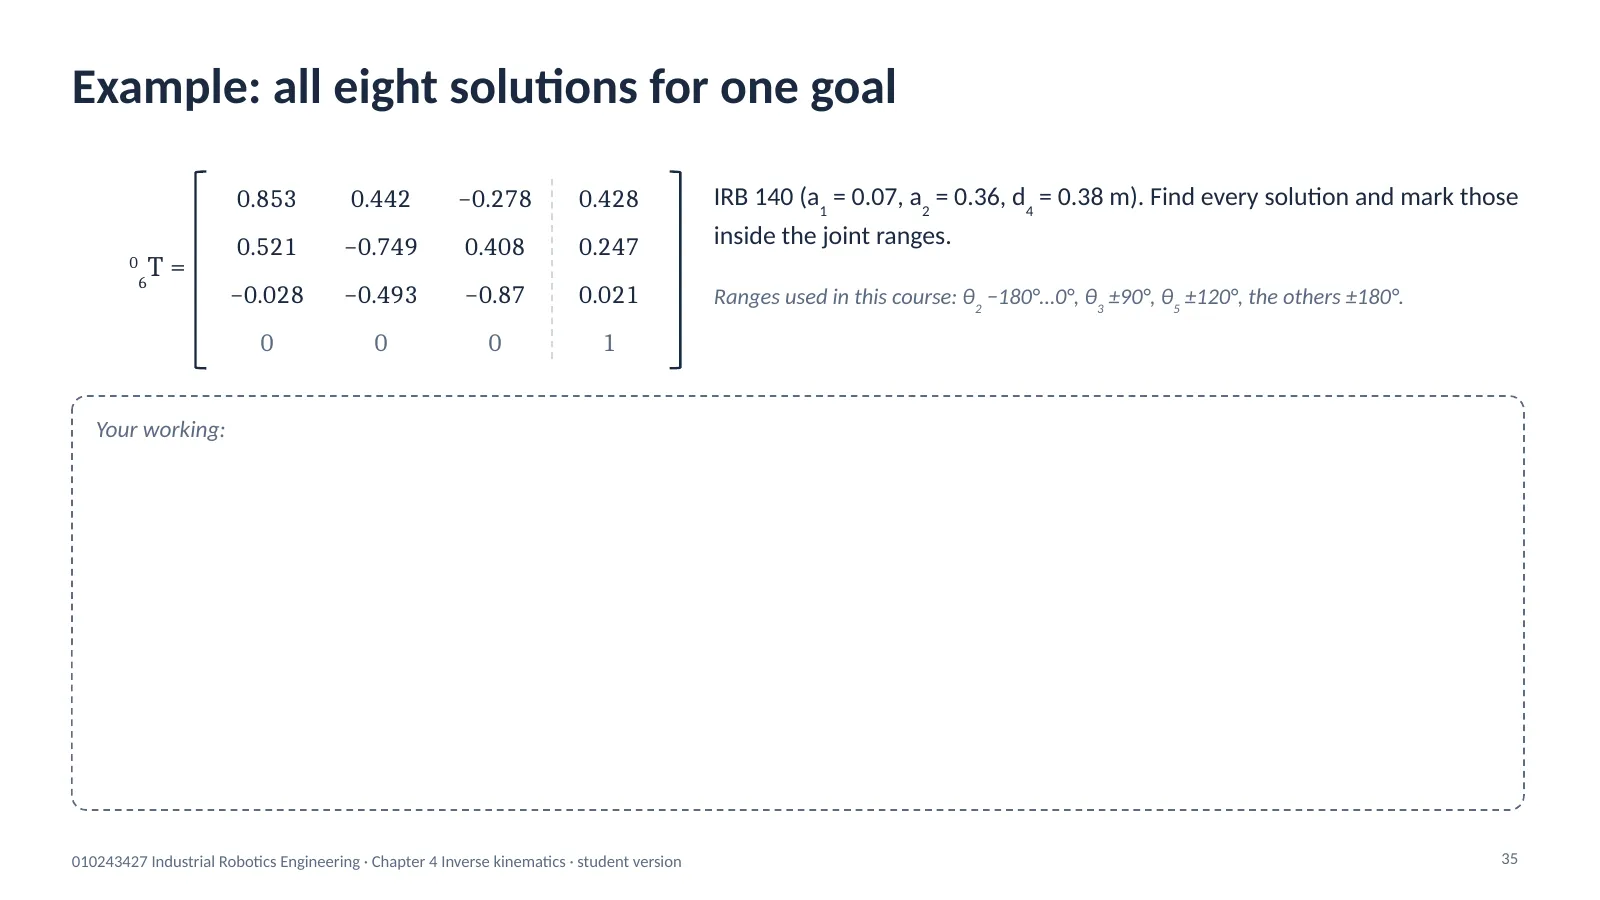 Example: all eight solutions for one goal
⁰₆T =
0.853 0.442 −0.278 0.428
0.521 −0.749 0.408 0.247
−0.028 −0.493 −0.87 0.021
0 0 0 1
IRB 140 (a₁ = 0.07, a₂ = 0.36, d₄ = 0.38 m). Find every solution and mark those
inside the joint ranges.
Ranges used in this course: θ₂ −180°…0°, θ₃ ±90°, θ₅ ±120°, the others ±180°.
Your working:
010243427 Industrial Robotics Engineering · Chapter 4 Inverse kinematics · student version
35